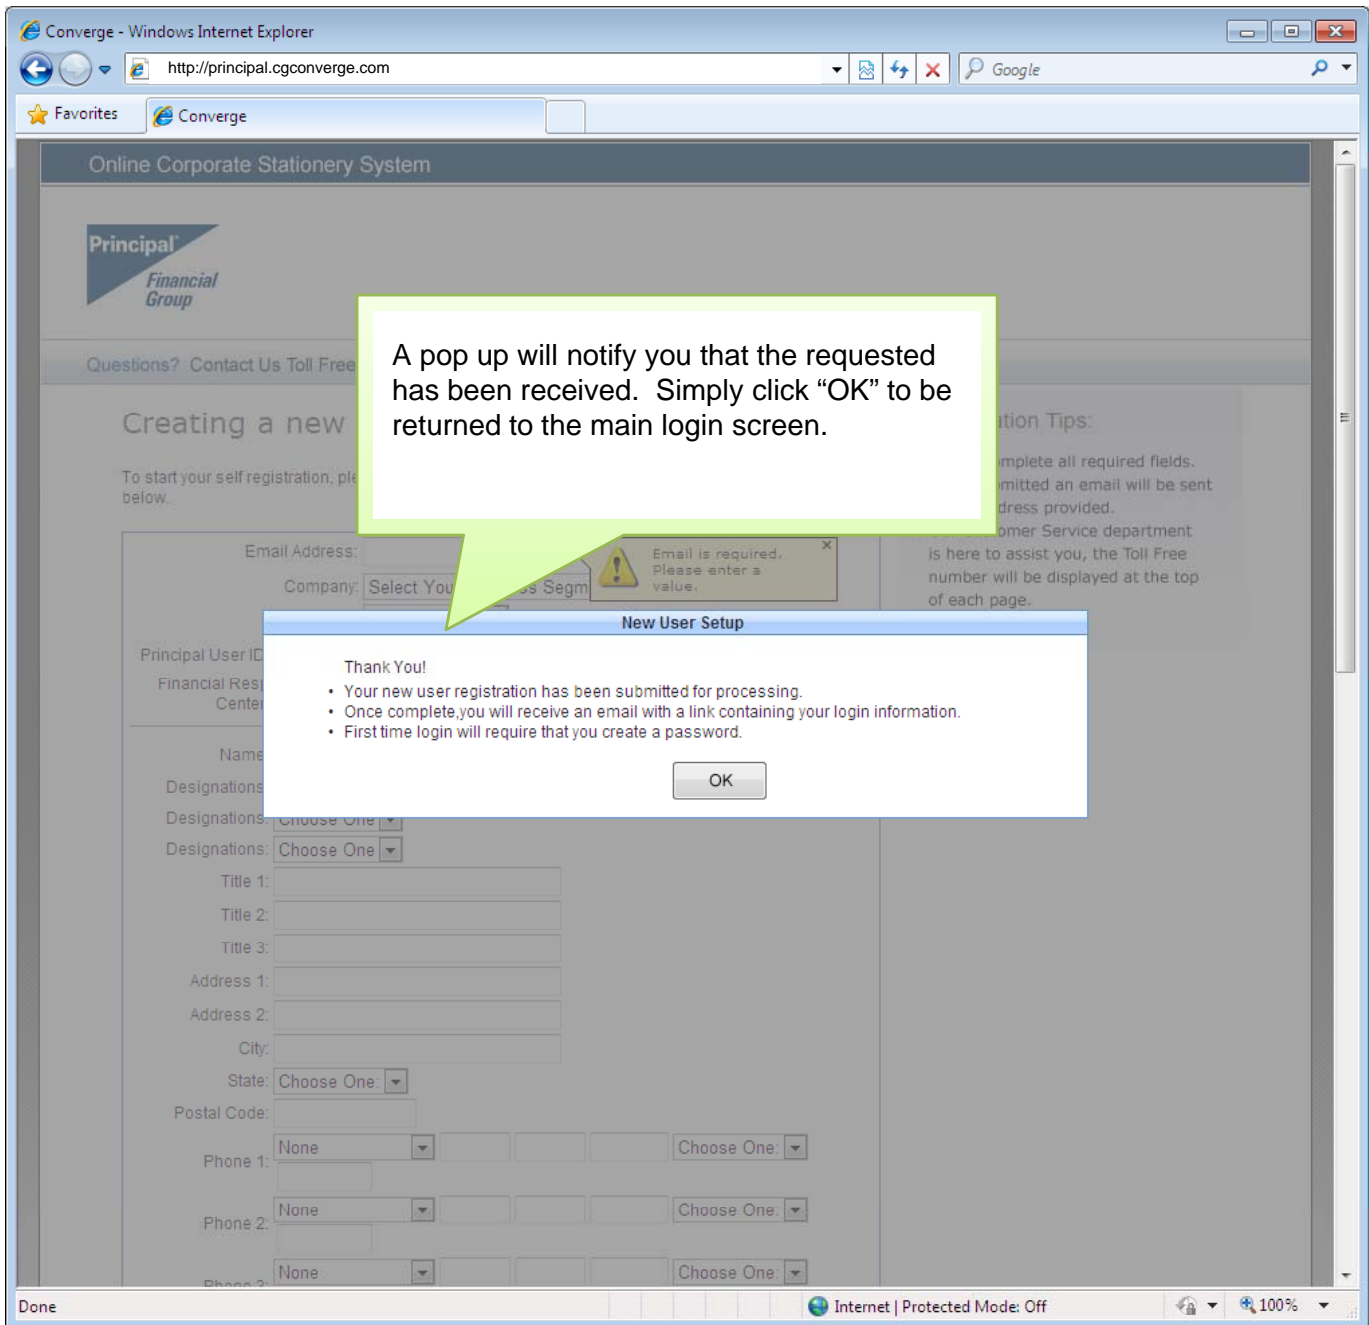 Converge - Windows Internet Explorer
http://principal.cgconverge.com
Google
Favorites
Converge
Online Corporate Stationery System
Principal
Financial
Group
Questions? Contact Us Toll Free
A pop up will notify you that the requested
has been received. Simply click “OK” to be
returned to the main login screen.
Creating a new
ation Tips:
To start your self registration,
below.
mplete all required fields.
mitted an email will be sent
dress provided.
omer Service department
is here to assist you, the Toll Free
number will be displayed at the top
of each page.
Email Address:
Email is required.
Please enter a
value.
Company: Select You ss Segm
New User Setup
Principal User ID
Financial Resp
Center
Thank You!
• Your new user registration has been submitted for processing.
• Once complete,you will receive an email with a link containing your login information.
• First time login will require that you create a password.
OK
Name
Designations
Designations: Choose One
Designations: Choose One
Title 1:
Title 2:
Title 3:
Address 1:
Address 2:
City:
State: Choose One:
Postal Code:
Phone 1: None Choose One:
Phone 2: None Choose One:
Phone 3: None Choose One:
Done
Internet | Protected Mode: Off
100%